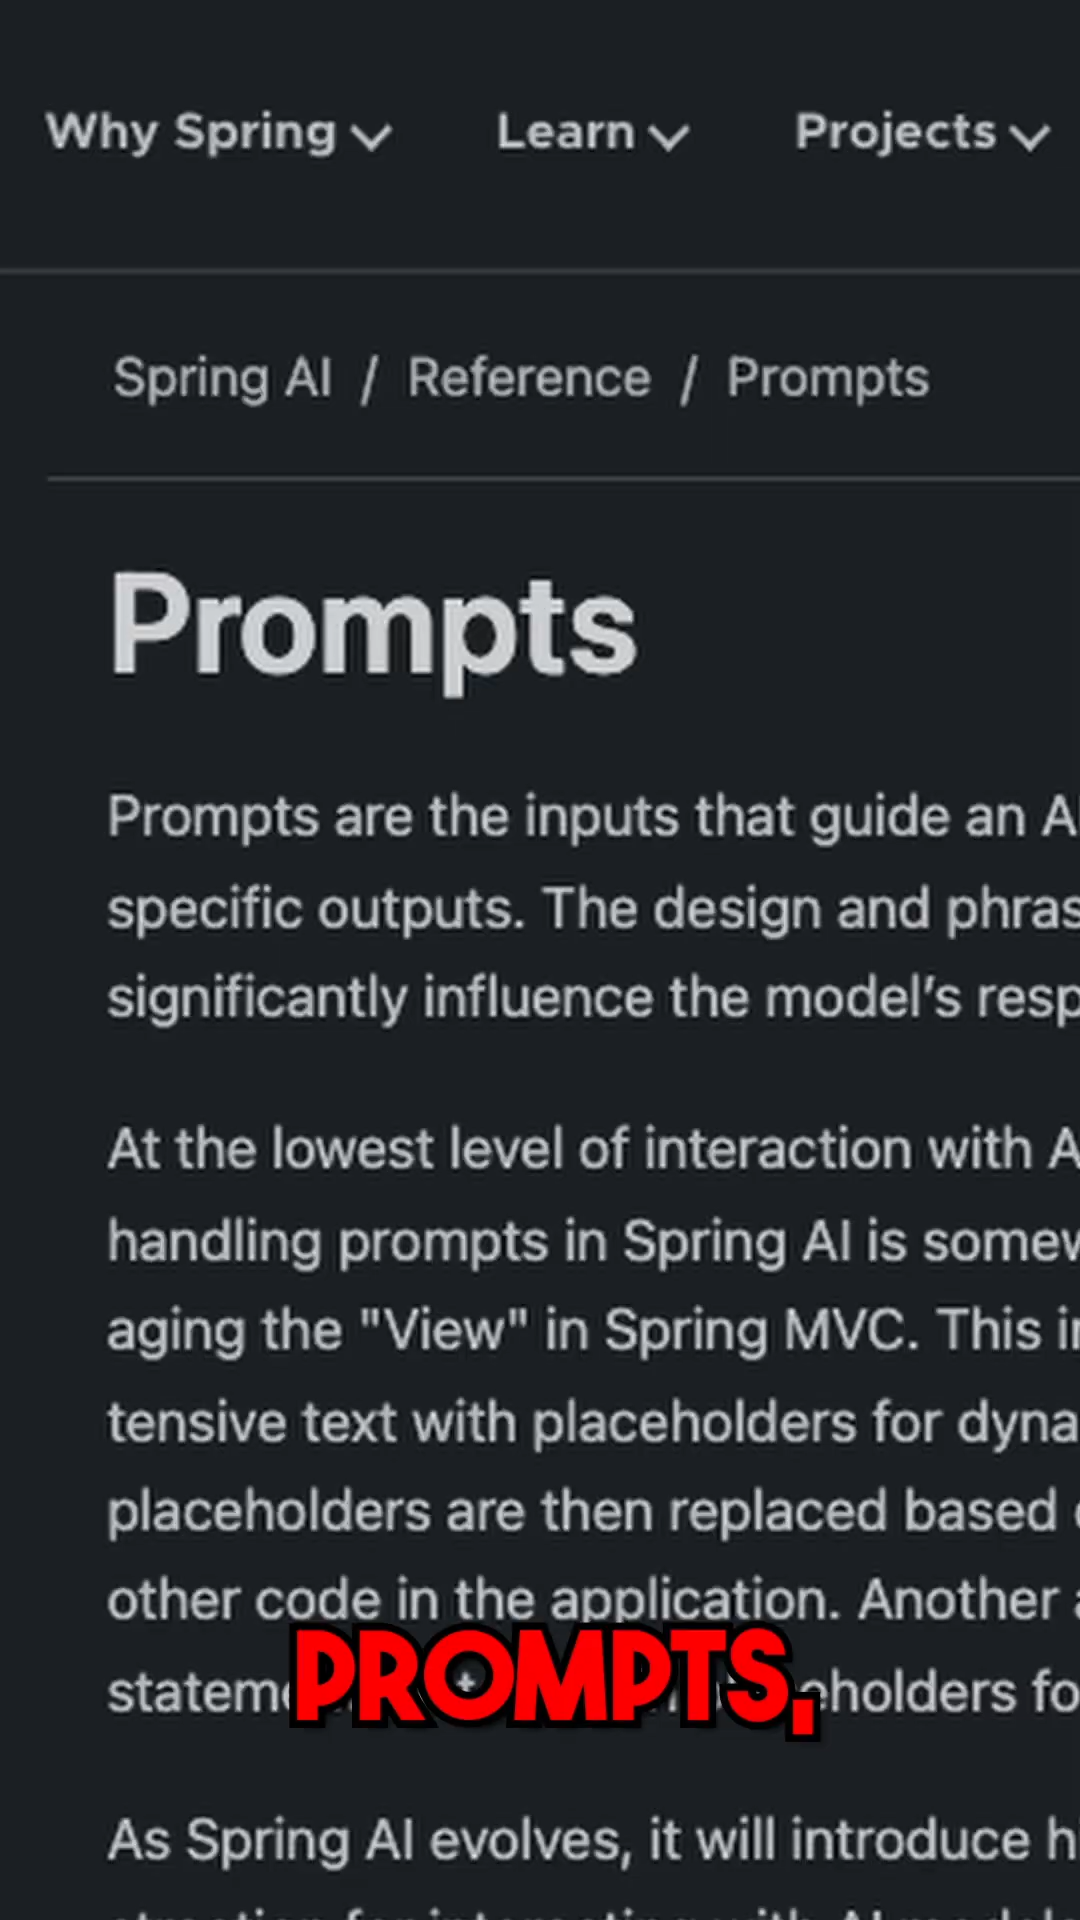 Why Spring Learn Projects
Spring AI / Reference / Prompts
Prompts
Prompts are the inputs that guide an A
specific outputs. The design and phras
significantly influence the model’s resp
At the lowest level of interaction with A
handling prompts in Spring AI is somew
aging the "View" in Spring MVC. This in
tensive text with placeholders for dyna
placeholders are then replaced based
other code in the application. Another a
stateme eholders fo
PROMPTS,
As Spring AI evolves, it will introduce h